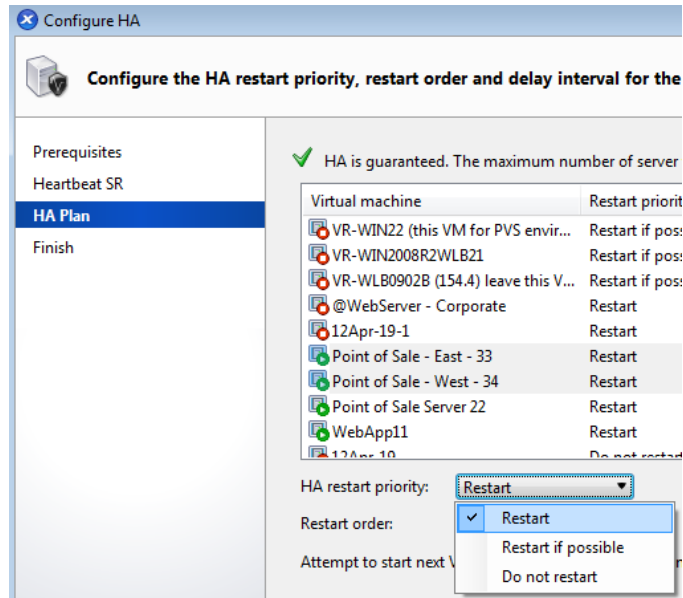 Configure HA
Configure the HA restart priority, restart order and delay interval for the
Prerequisites
Heartbeat SR
HA Plan
Finish
HA is guaranteed. The maximum number of server
Virtual machine Restart priorit
VR-WIN22 (this VM for PVS envir... Restart if poss
VR-WIN2008R2WLB21 Restart if poss
VR-WLB0902B (154.4) leave this V... Restart if poss
@WebServer - Corporate Restart
12Apr-19-1 Restart
Point of Sale - East - 33 Restart
Point of Sale - West - 34 Restart
Point of Sale Server 22 Restart
WebApp11 Restart
12Apr-19 Do not restart
HA restart priority: Restart
Restart
Restart order:
Restart if possible
Attempt to start next V
Do not restart